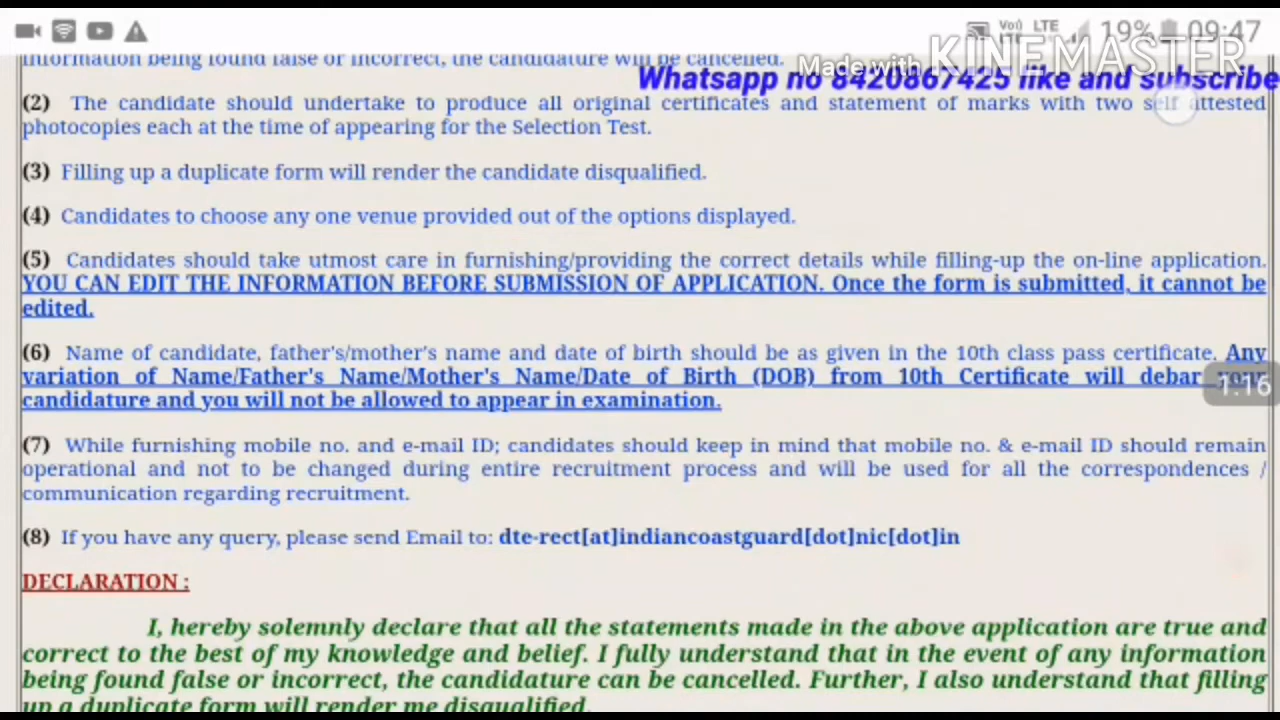 Vo)) LTE 19% 09:47
Made with KINEMASTER
information being found false or incorrect, the candidature will be cancelled.
Whatsapp no 8420867425 like and subscribe
(2) The candidate should undertake to produce all original certificates and statement of marks with two self attested
photocopies each at the time of appearing for the Selection Test.
(3) Filling up a duplicate form will render the candidate disqualified.
(4) Candidates to choose any one venue provided out of the options displayed.
(5) Candidates should take utmost care in furnishing/providing the correct details while filling-up the on-line application.
YOU CAN EDIT THE INFORMATION BEFORE SUBMISSION OF APPLICATION. Once the form is submitted, it cannot be
edited.
(6) Name of candidate, father's/mother's name and date of birth should be as given in the 10th class pass certificate. Any
variation of Name/Father's Name/Mother's Name/Date of Birth (DOB) from 10th Certificate will debar
1:16
candidature and you will not be allowed to appear in examination.
(7) While furnishing mobile no. and e-mail ID; candidates should keep in mind that mobile no. & e-mail ID should remain
operational and not to be changed during entire recruitment process and will be used for all the correspondences /
communication regarding recruitment.
(8) If you have any query, please send Email to: dte-rect[at]indiancoastguard[dot]nic[dot]in
DECLARATION :
I, hereby solemnly declare that all the statements made in the above application are true and
correct to the best of my knowledge and belief. I fully understand that in the event of any information
being found false or incorrect, the candidature can be cancelled. Further, I also understand that filling
up a duplicate form will render me disqualified.